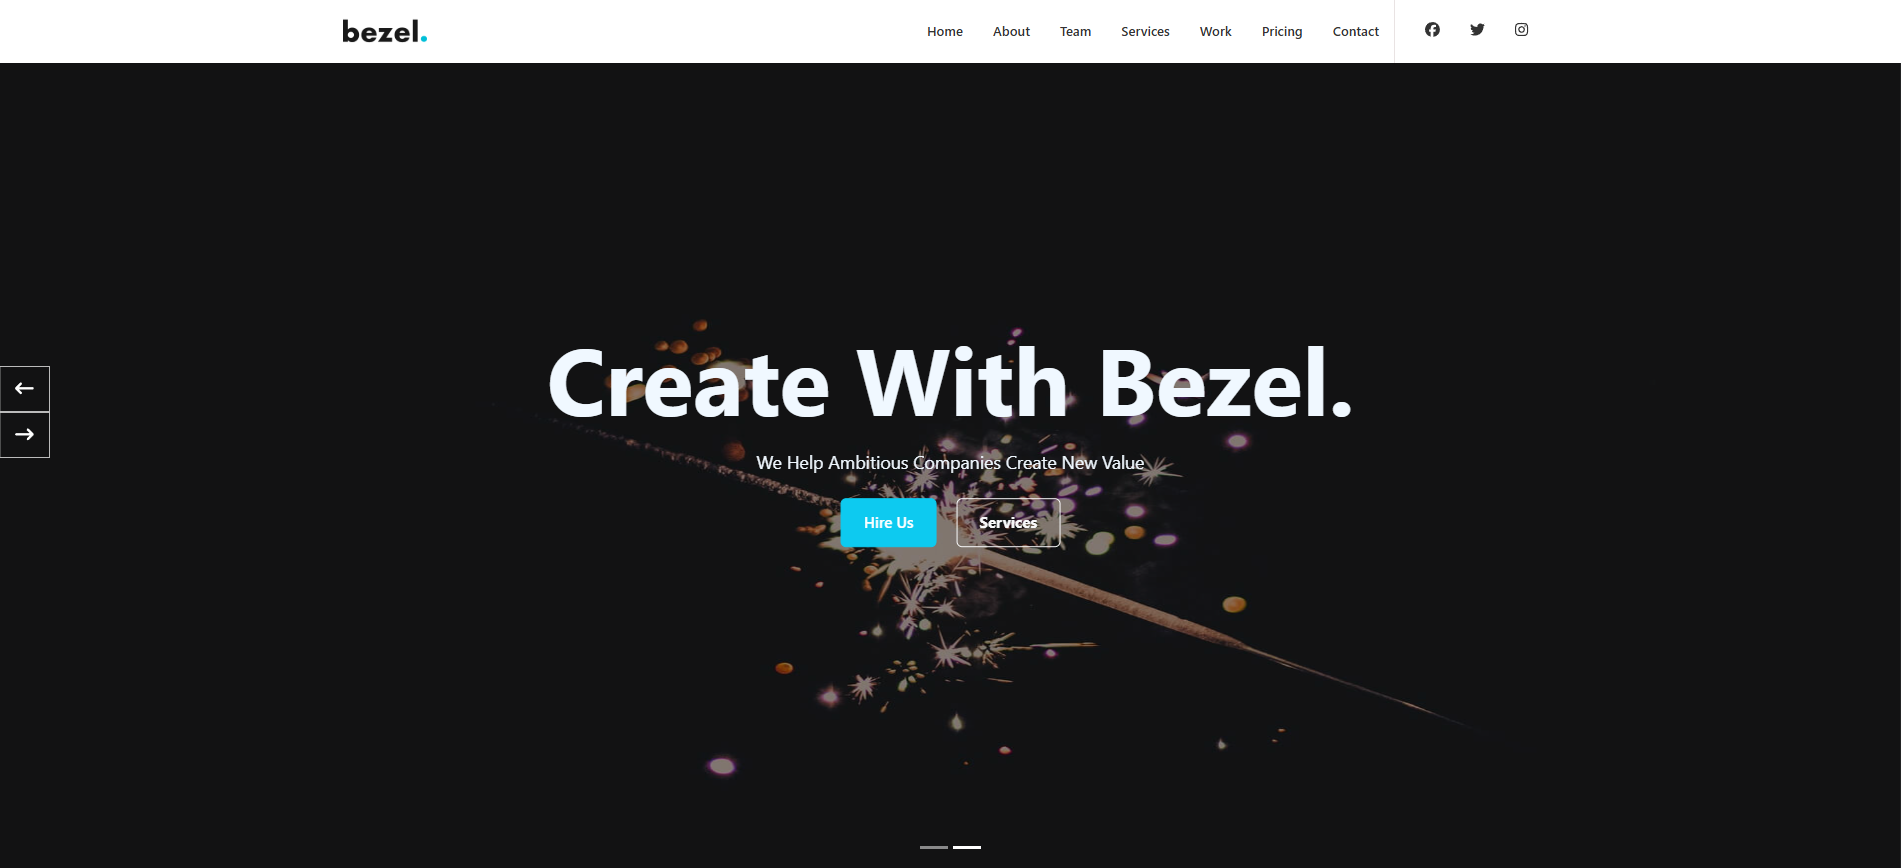 bezel.
Home About Team Services Work Pricing Contact
Create With Bezel.
We Help Ambitious Companies Create New Value
Hire Us Services